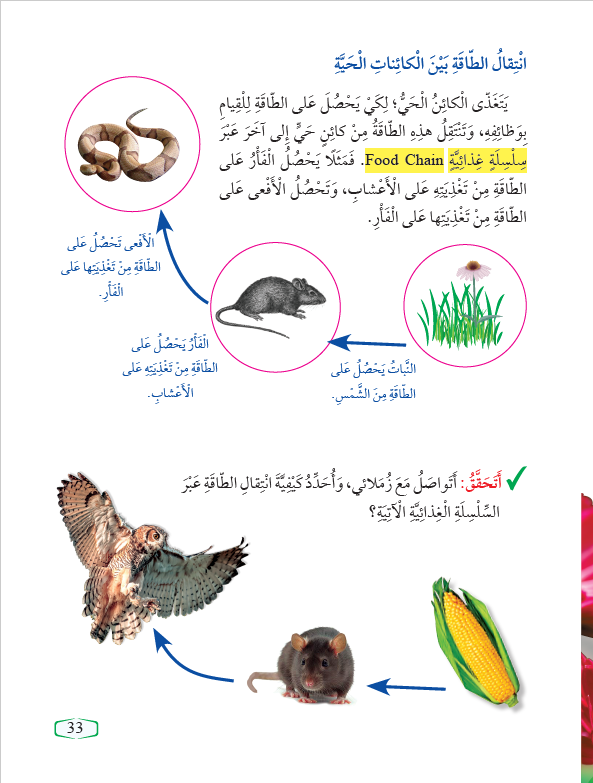 انْتِقالُ الطّاقَةِ بَيْنَ الْكائِناتِ الْحَيَّةِ
يَتَغَذّى الْكائِنُ الْحَيُّ؛ لِكَيْ يَحْصُلَ عَلى الطّاقَةِ لِلْقِيامِ
بِوَظائِفِهِ، وَتَنْتَقِلُ هذِهِ الطّاقَةُ مِنْ كائِنٍ حَيٍّ إِلى آخَرَ عَبْرَ
سِلْسِلَةٍ غِذائِيَّةٍ Food Chain. فَمَثَلًا يَحْصُلُ الْفَأْرُ عَلى
الطّاقَةِ مِنْ تَغْذِيَتِهِ عَلى الْأَعْشابِ، وَتَحْصُلُ الْأَفْعى عَلى
الطّاقَةِ مِنْ تَغْذِيَتِها عَلى الْفَأْرِ.
الْأَفْعى تَحْصُلُ عَلى
الطّاقَةِ مِنْ تَغْذِيَتِها عَلى
الْفَأْرِ.
الْفَأْرُ يَحْصُلُ عَلى
الطّاقَةِ مِنْ تَغْذِيَتِهِ عَلى
الْأَعْشابِ.
النَّباتُ يَحْصُلُ عَلى
الطّاقَةِ مِنَ الشَّمْسِ.
أَتَحَقَّقُ: أَتَواصَلُ مَعَ زُمَلائي، وَأُحَدِّدُ كَيْفِيَّةَ انْتِقالِ الطّاقَةِ عَبْرَ
السِّلْسِلَةِ الْغِذائِيَّةِ الْآتِيَةِ؟
33